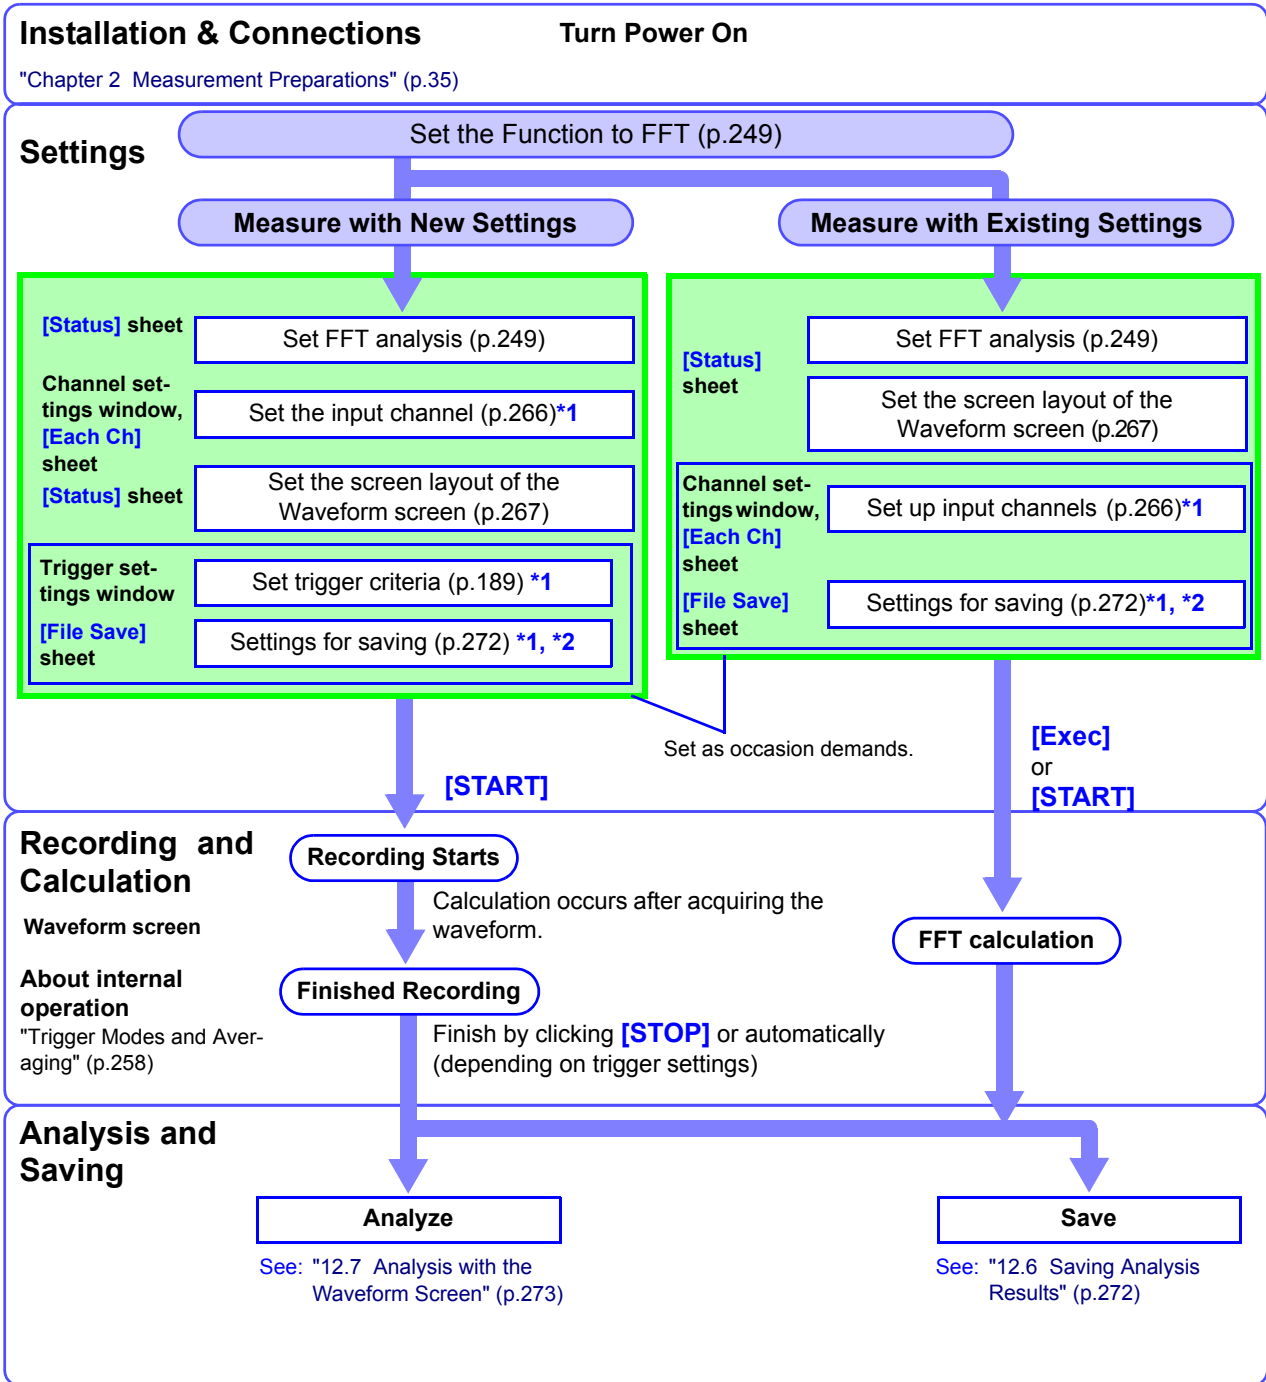 Installation & Connections
Turn Power On
"Chapter 2  Measurement Preparations" (p.35)
Settings
Set the Function to FFT (p.249)
Measure with New Settings
Measure with Existing Settings
[Status] sheet
Set FFT analysis (p.249)
Channel set-
tings window,
[Each Ch]
sheet
Set the input channel (p.266)*1
[Status] sheet
Set the screen layout of the
Waveform screen (p.267)
Trigger set-
tings window
Set trigger criteria (p.189) *1
[File Save]
sheet
Settings for saving (p.272) *1, *2
[Status]
sheet
Set FFT analysis (p.249)
Set the screen layout of the
Waveform screen (p.267)
Channel set-
tings window,
[Each Ch]
sheet
Set up input channels (p.266)*1
[File Save]
sheet
Settings for saving (p.272)*1, *2
Set as occasion demands.
[START]
[Exec]
or
[START]
Recording and
Calculation
Waveform screen
About internal
operation
"Trigger Modes and Aver-
aging" (p.258)
Recording Starts
Calculation occurs after acquiring the
waveform.
Finished Recording
Finish by clicking [STOP] or automatically
(depending on trigger settings)
FFT calculation
Analysis and
Saving
Analyze
See: "12.7  Analysis with the
Waveform Screen" (p.273)
Save
See: "12.6  Saving Analysis
Results" (p.272)